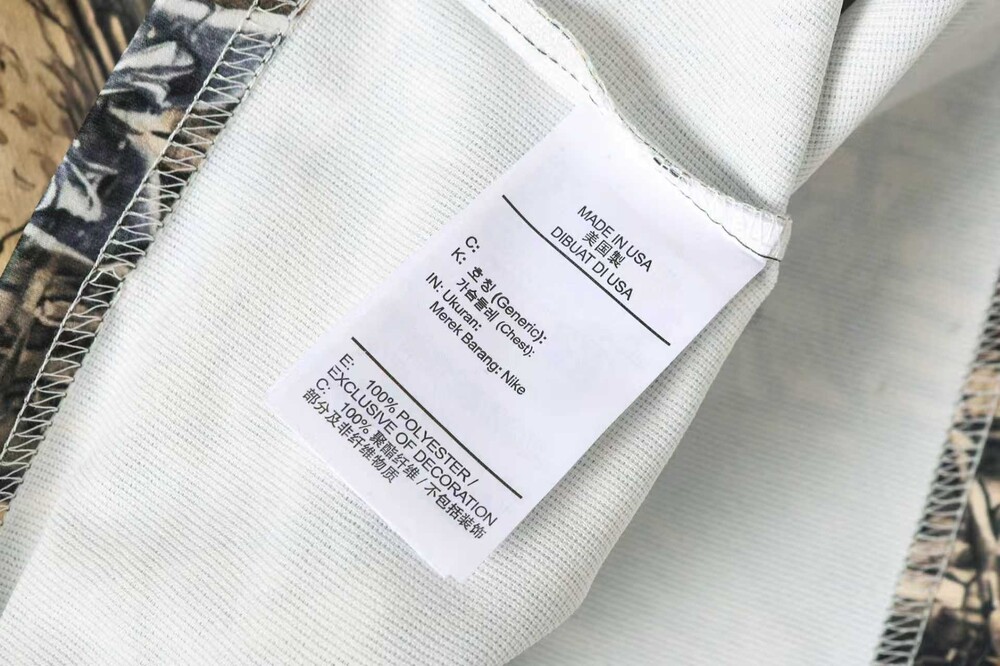 MADE IN USA
美国製
DIBUAT DI USA
C:
K: 호칭(Generic):
가슴둘레 (Chest):
IN: Ukuran:
Merek Barang: Nike
E: 100% POLYESTER /
EXCLUSIVE OF DECORATION
C: 100% 聚酯纤维 / 不包括装饰
部分及非纤维物质